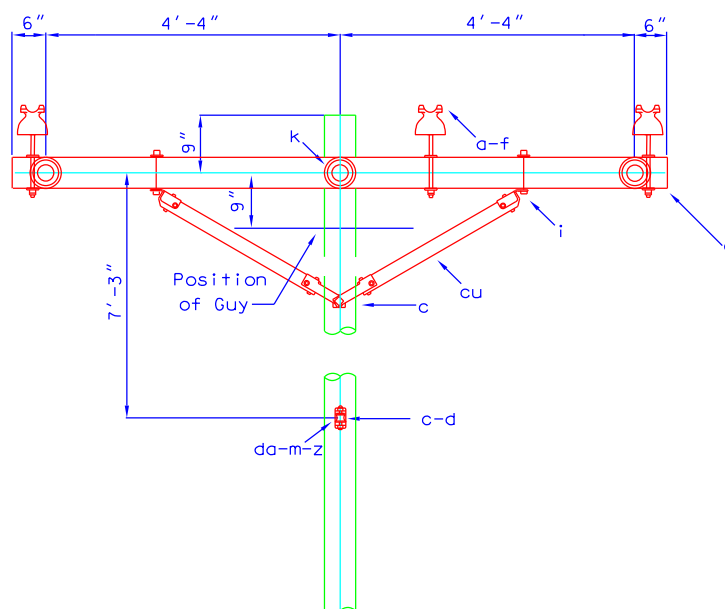 6"
4'-4"
4'-4"
6"
9"
k
a-f
9"
i
Position
of Guy
7'-3"
cu
c
c-d
da-m-z